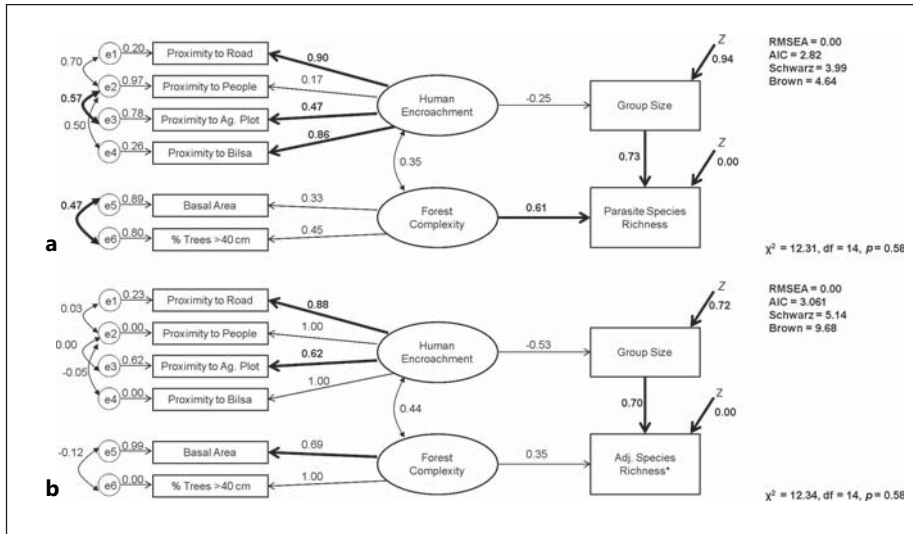 a
e1
0.20
Proximity to Road
0.90
0.70
e2
0.97
Proximity to People
0.17
0.57
e3
0.78
Proximity to Ag. Plot
0.47
0.50
e4
0.26
Proximity to Bilsa
0.86
Human
Encroachment
-0.25
Group Size
Z
0.94
RMSEA = 0.00
AIC = 2.82
Schwarz = 3.99
Brown = 4.64
0.35
0.73
Z
0.00
0.47
e5
0.89
Basal Area
0.33
e6
0.80
% Trees >40 cm
0.45
Forest
Complexity
0.61
Parasite Species
Richness
χ² = 12.31, df = 14, p = 0.58
b
e1
0.23
Proximity to Road
0.88
0.03
e2
0.00
Proximity to People
1.00
0.00
e3
0.62
Proximity to Ag. Plot
0.62
-0.05
e4
0.00
Proximity to Bilsa
1.00
Human
Encroachment
-0.53
Group Size
Z
0.72
RMSEA = 0.00
AIC = 3.061
Schwarz = 5.14
Brown = 9.68
0.44
0.70
Z
0.00
-0.12
e5
0.99
Basal Area
0.69
e6
0.00
% Trees >40 cm
1.00
Forest
Complexity
0.35
Adj. Species
Richness*
χ² = 12.34, df = 14, p = 0.58